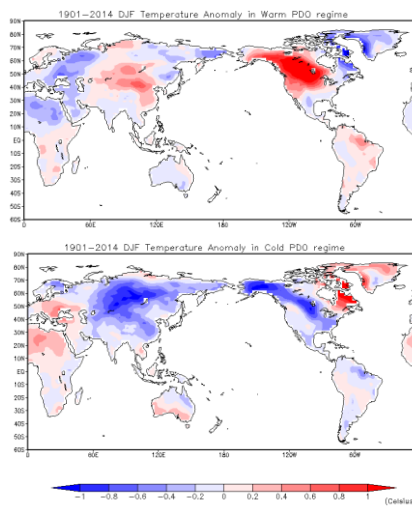 1901−2014 DJF Temperature Anomaly in Warm PDO regime
90N
80N
70N
60N
50N
40N
30N
20N
10N
EQ
10S
20S
30S
40S
50S
60S
0 60E 120E 180 120W 60W
1901−2014 DJF Temperature Anomaly in Cold PDO regime
90N
80N
70N
60N
50N
40N
30N
20N
10N
EQ
10S
20S
30S
40S
50S
60S
0 60E 120E 180 120W 60W
−1 −0.8 −0.6 −0.4 −0.2 0 0.2 0.4 0.6 0.8 1
(Celsius